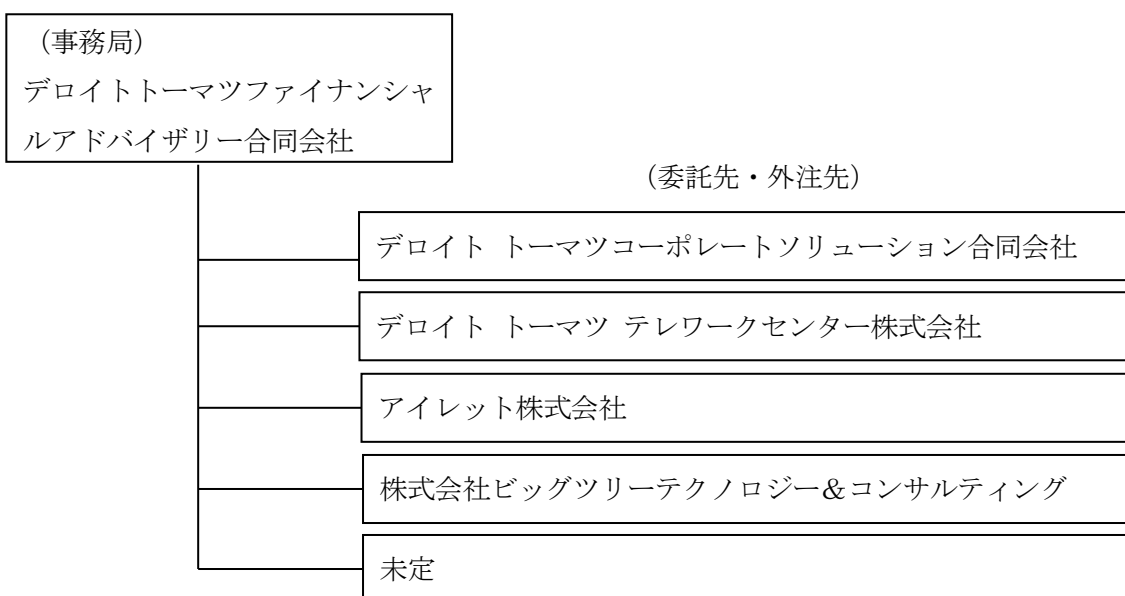 （事務局）
デロイトトーマツファイナンシャ
ルアドバイザリー合同会社
（委託先・外注先）
デロイト トーマツコーポレートソリューション合同会社
デロイト トーマツ テレワークセンター株式会社
アイレット株式会社
株式会社ビッグツリーテクノロジー＆コンサルティング
未定